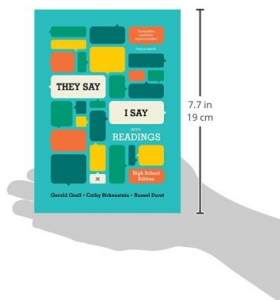 THEY SAY
I SAY
WITH
READINGS
High School
Edition
Gerald Graff • Cathy Birkenstein • Russel Durst
7.7 in
19 cm